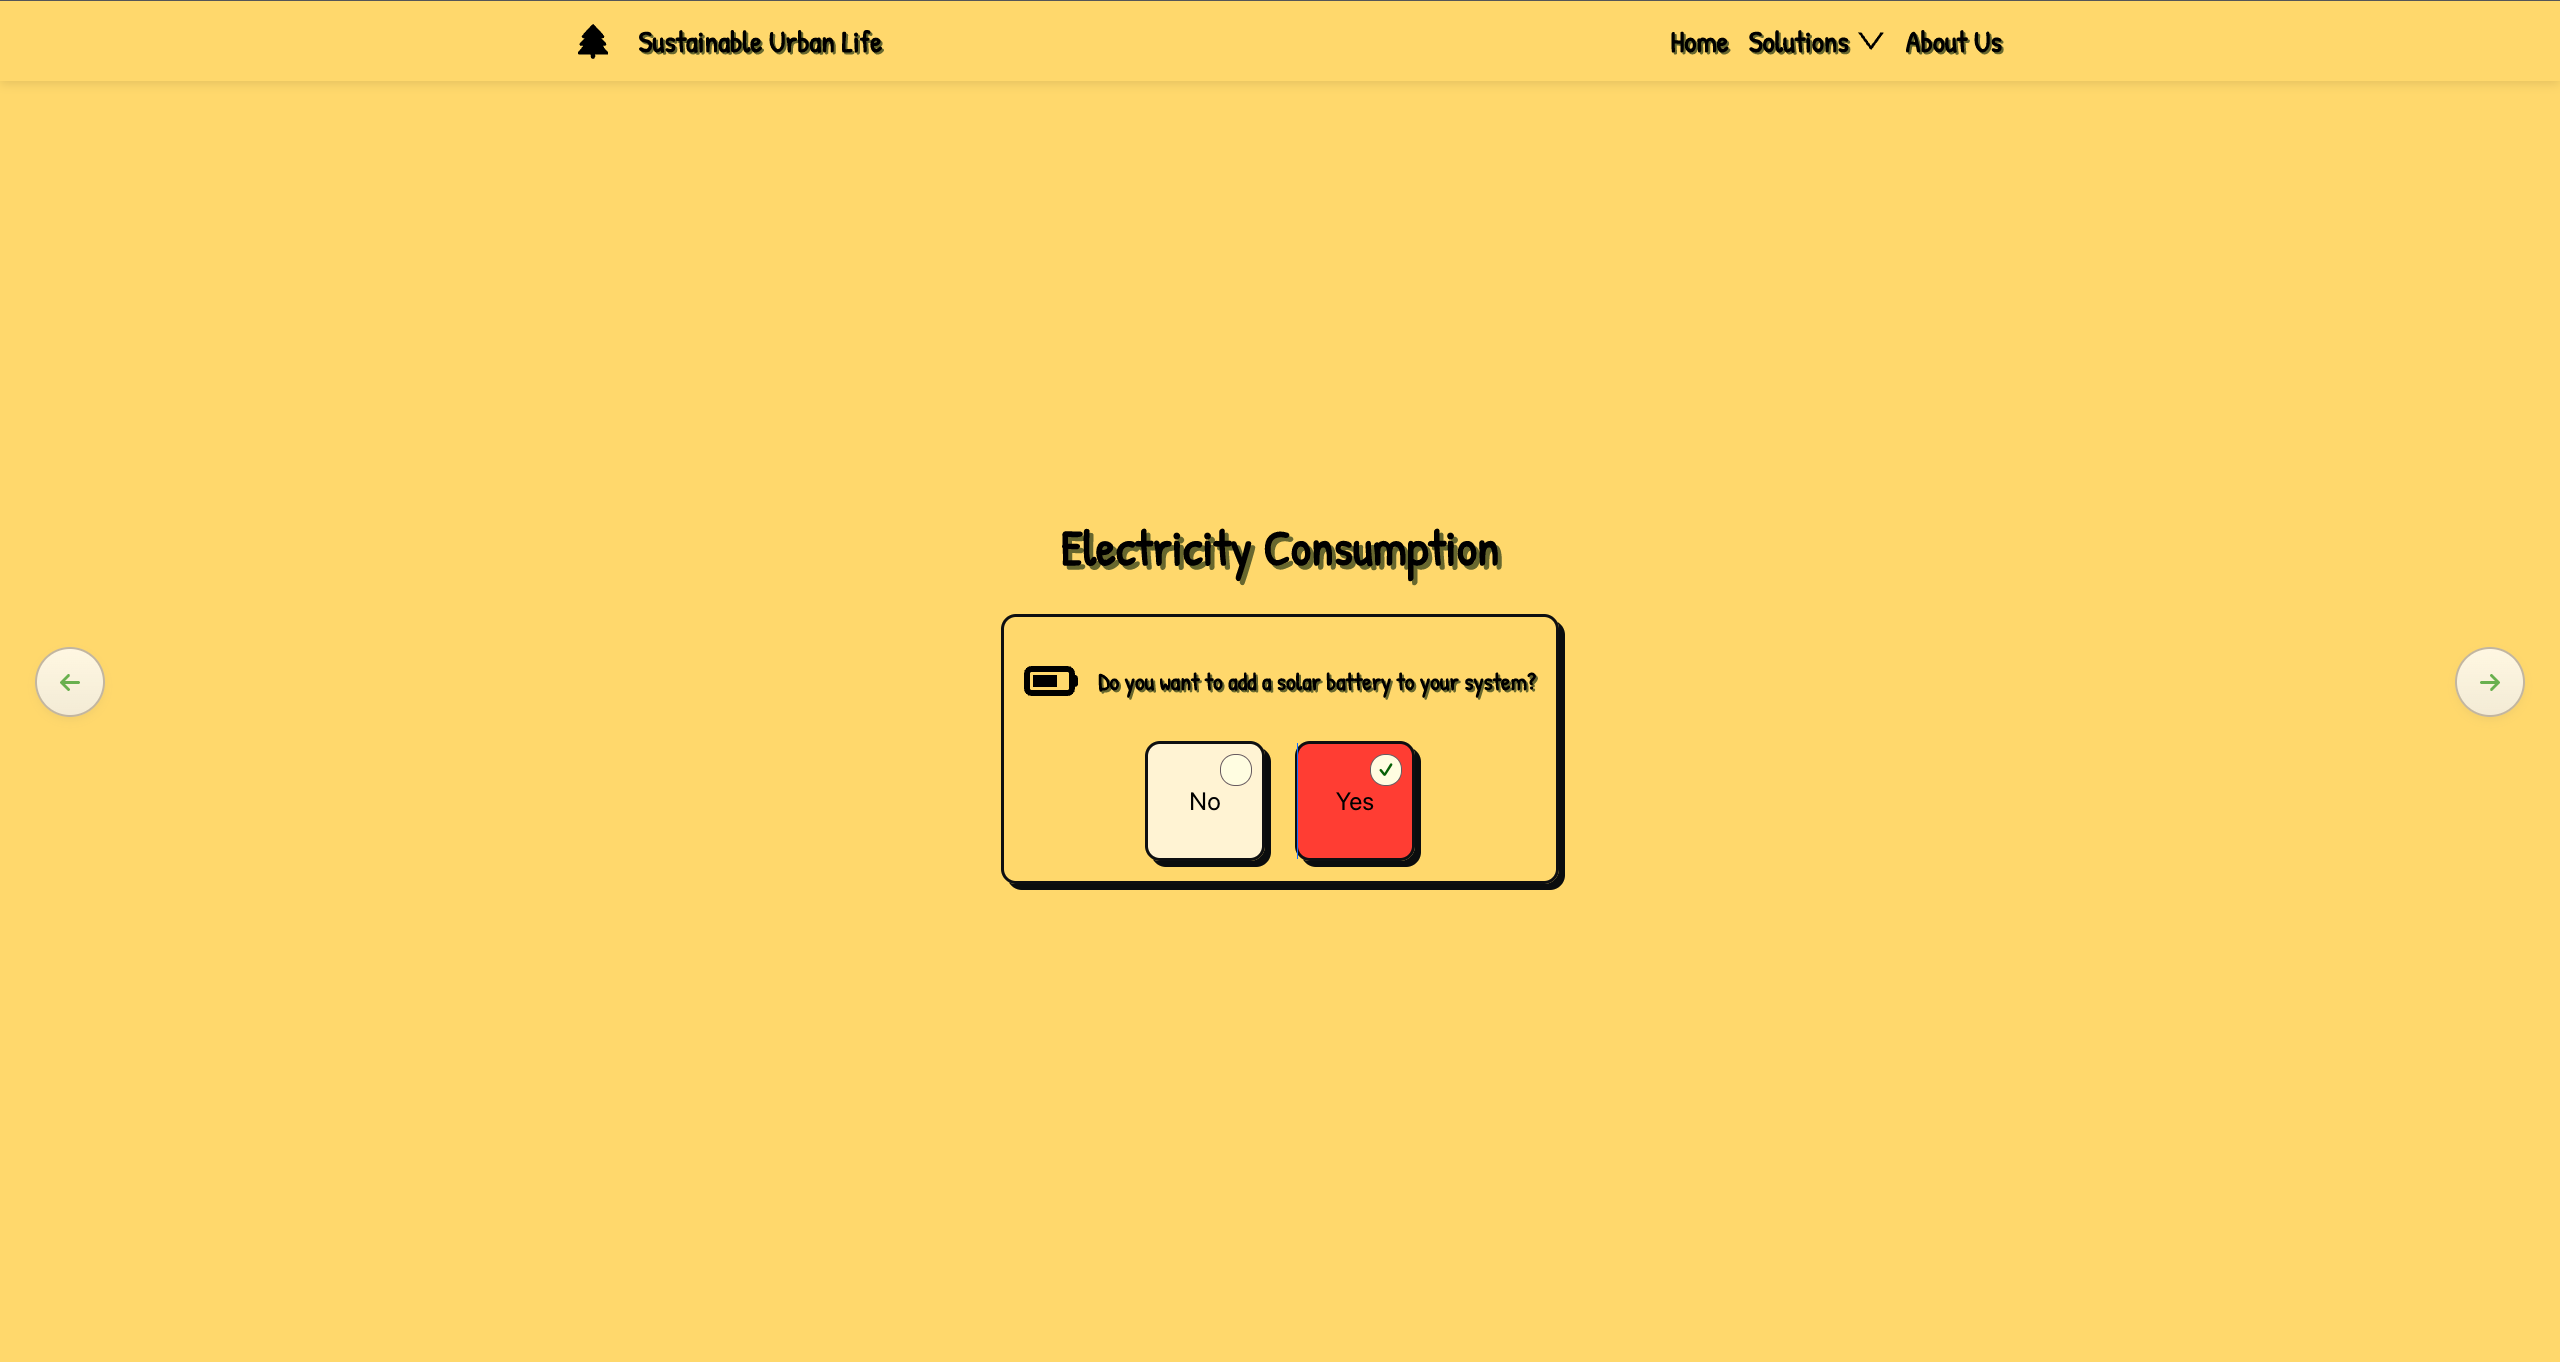 Sustainable Urban Life
Home Solutions About Us
Electricity Consumption
Do you want to add a solar battery to your system?
No
Yes